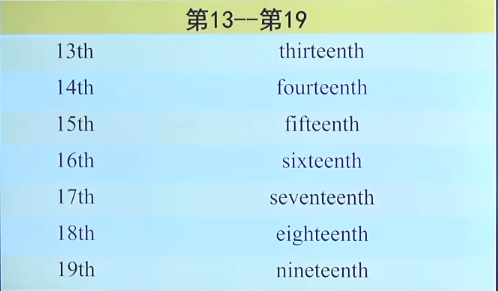 第13--第19
13th thirteenth
14th fourteenth
15th fifteenth
16th sixteenth
17th seventeenth
18th eighteenth
19th nineteenth